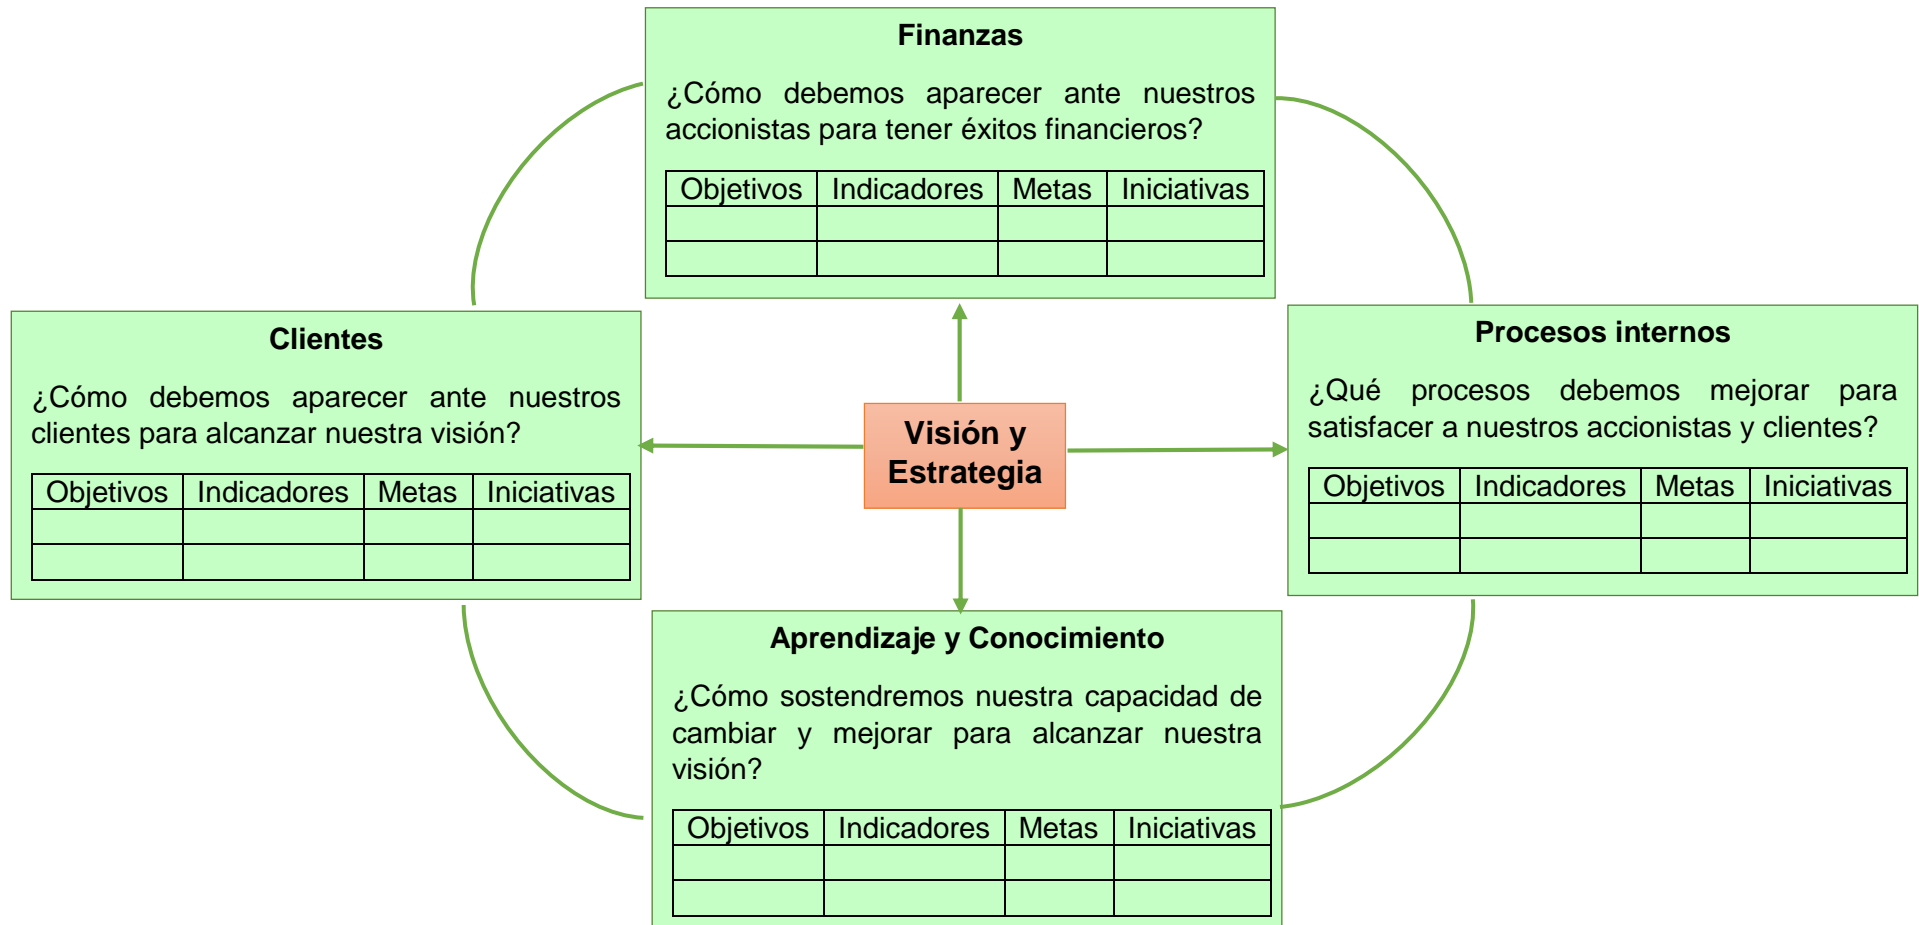 Finanzas
¿Cómo debemos aparecer ante nuestros
accionistas para tener éxitos financieros?
Objetivos Indicadores Metas Iniciativas
Clientes
¿Cómo debemos aparecer ante nuestros
clientes para alcanzar nuestra visión?
Objetivos Indicadores Metas Iniciativas
Visión y
Estrategia
Procesos internos
¿Qué procesos debemos mejorar para
satisfacer a nuestros accionistas y clientes?
Objetivos Indicadores Metas Iniciativas
Aprendizaje y Conocimiento
¿Cómo sostendremos nuestra capacidad de
cambiar y mejorar para alcanzar nuestra
visión?
Objetivos Indicadores Metas Iniciativas